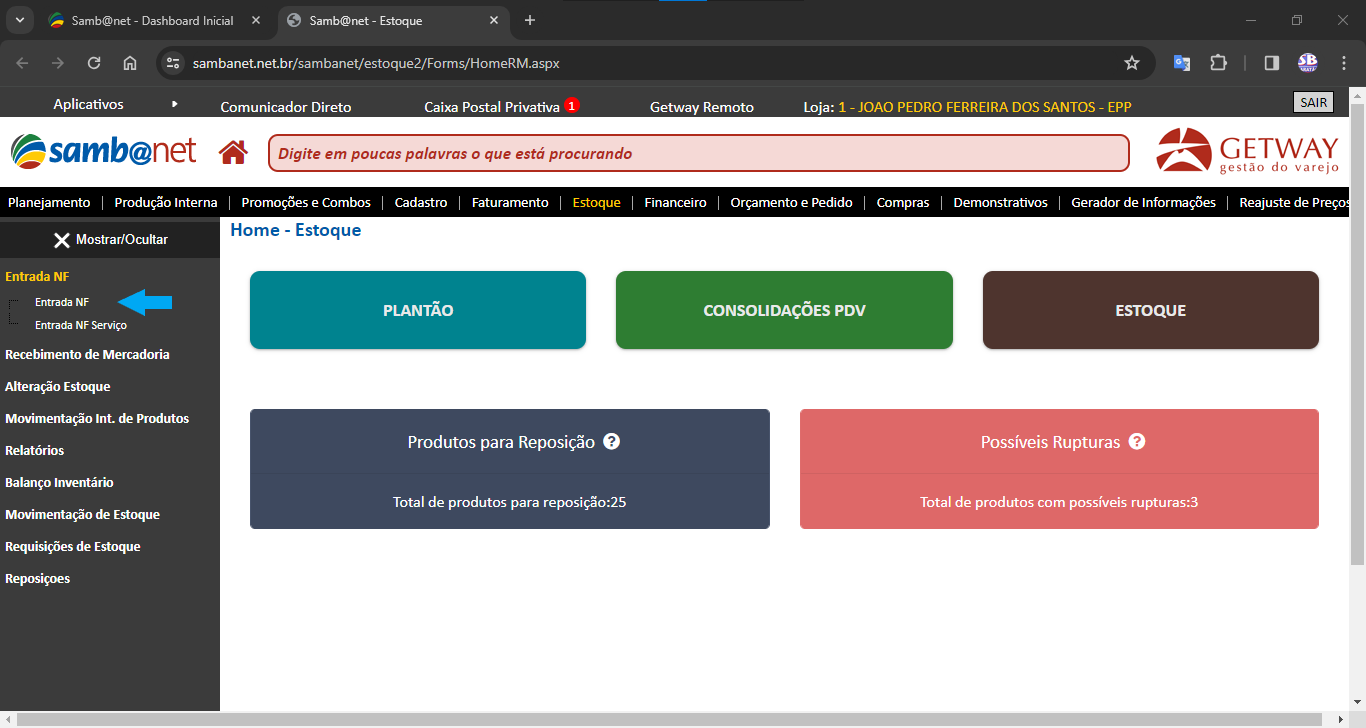 Samb@net - Dashboard Inicial
Samb@net - Estoque
sambanet.net.br/sambanet/estoque2/Forms/HomeRM.aspx
Aplicativos
Comunicador Direto
Caixa Postal Privativa 1
Getway Remoto
Loja: 1 - JOAO PEDRO FERREIRA DOS SANTOS - EPP
SAIR
samb@net
Digite em poucas palavras o que está procurando
GETWAY
gestão do varejo
Planejamento | Produção Interna | Promoções e Combos | Cadastro | Faturamento | Estoque | Financeiro | Orçamento e Pedido | Compras | Demonstrativos | Gerador de Informações | Reajuste de Preços
Mostrar/Ocultar
Home - Estoque
Entrada NF
Entrada NF
Entrada NF Serviço
Recebimento de Mercadoria
Alteração Estoque
Movimentação Int. de Produtos
Relatórios
Balanço Inventário
Movimentação de Estoque
Requisições de Estoque
Reposiçoes
PLANTÃO
CONSOLIDAÇÕES PDV
ESTOQUE
Produtos para Reposição ?
Total de produtos para reposição:25
Possíveis Rupturas ?
Total de produtos com possíveis rupturas:3